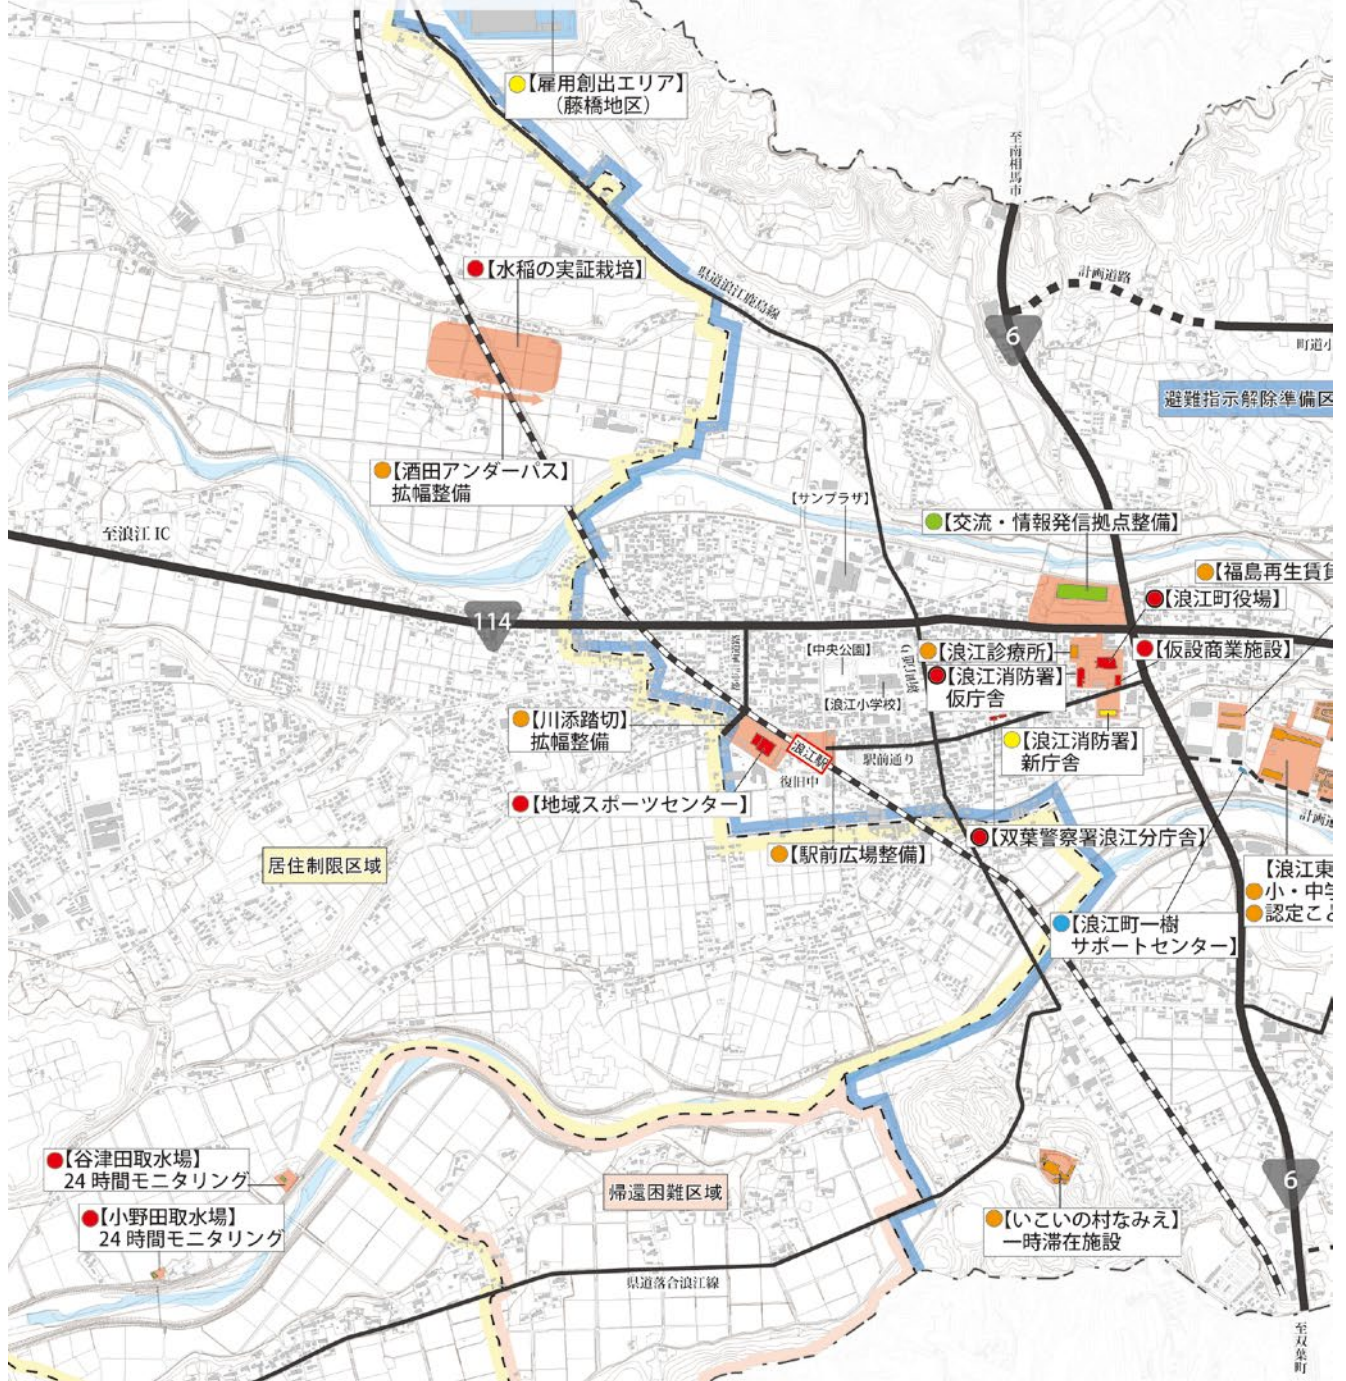 【雇用創出エリア】
（藤橋地区）
至南相馬市
【水稲の実証栽培】
県道浪江鹿島線
計画道路
6
町道小
避難指示解除準備区
【酒田アンダーパス】
拡幅整備
【サンプラザ】
【交流・情報発信拠点整備】
至浪江 IC
【福島再生賃貸
【浪江町役場】
114
【中央公園】
【浪江診療所】
【仮設商業施設】
【浪江消防署】
仮庁舎
【浪江小学校】
【川添踏切】
拡幅整備
【浪江消防署】
新庁舎
浪江駅
駅前通り
復旧中
【地域スポーツセンター】
計画道
【双葉警察署浪江分庁舎】
【駅前広場整備】
居住制限区域
【浪江東
小・中学
認定こど
【浪江町一樹
サポートセンター】
【谷津田取水場】
24 時間モニタリング
帰還困難区域
6
【小野田取水場】
24 時間モニタリング
【いこいの村なみえ】
一時滞在施設
県道落合浪江線
至双葉町